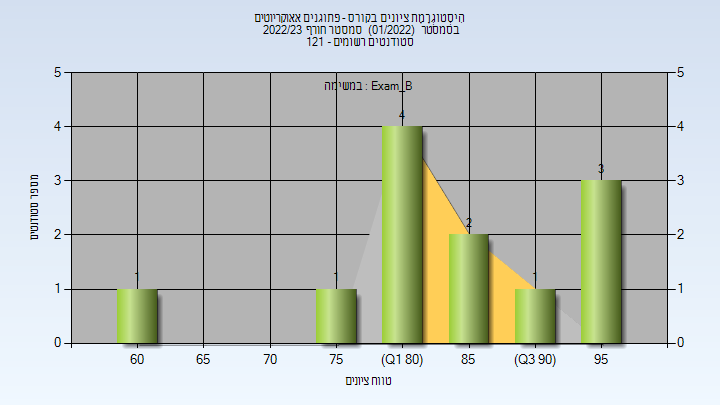 היסטוגרמת ציונים בקורס - פתוגנים אאוקריוטים
בסמסטר (01/2022) סמסטר חורף 2022/23
סטודנטים רשומים - 121
במשימה : Exam_B
מספר סטודנטים
5 5
4 4
3 3
2 2
1 1
0 0
1 1 4 2 1 3
60 65 70 75 (Q1 80) 85 (Q3 90) 95
טווח ציונים